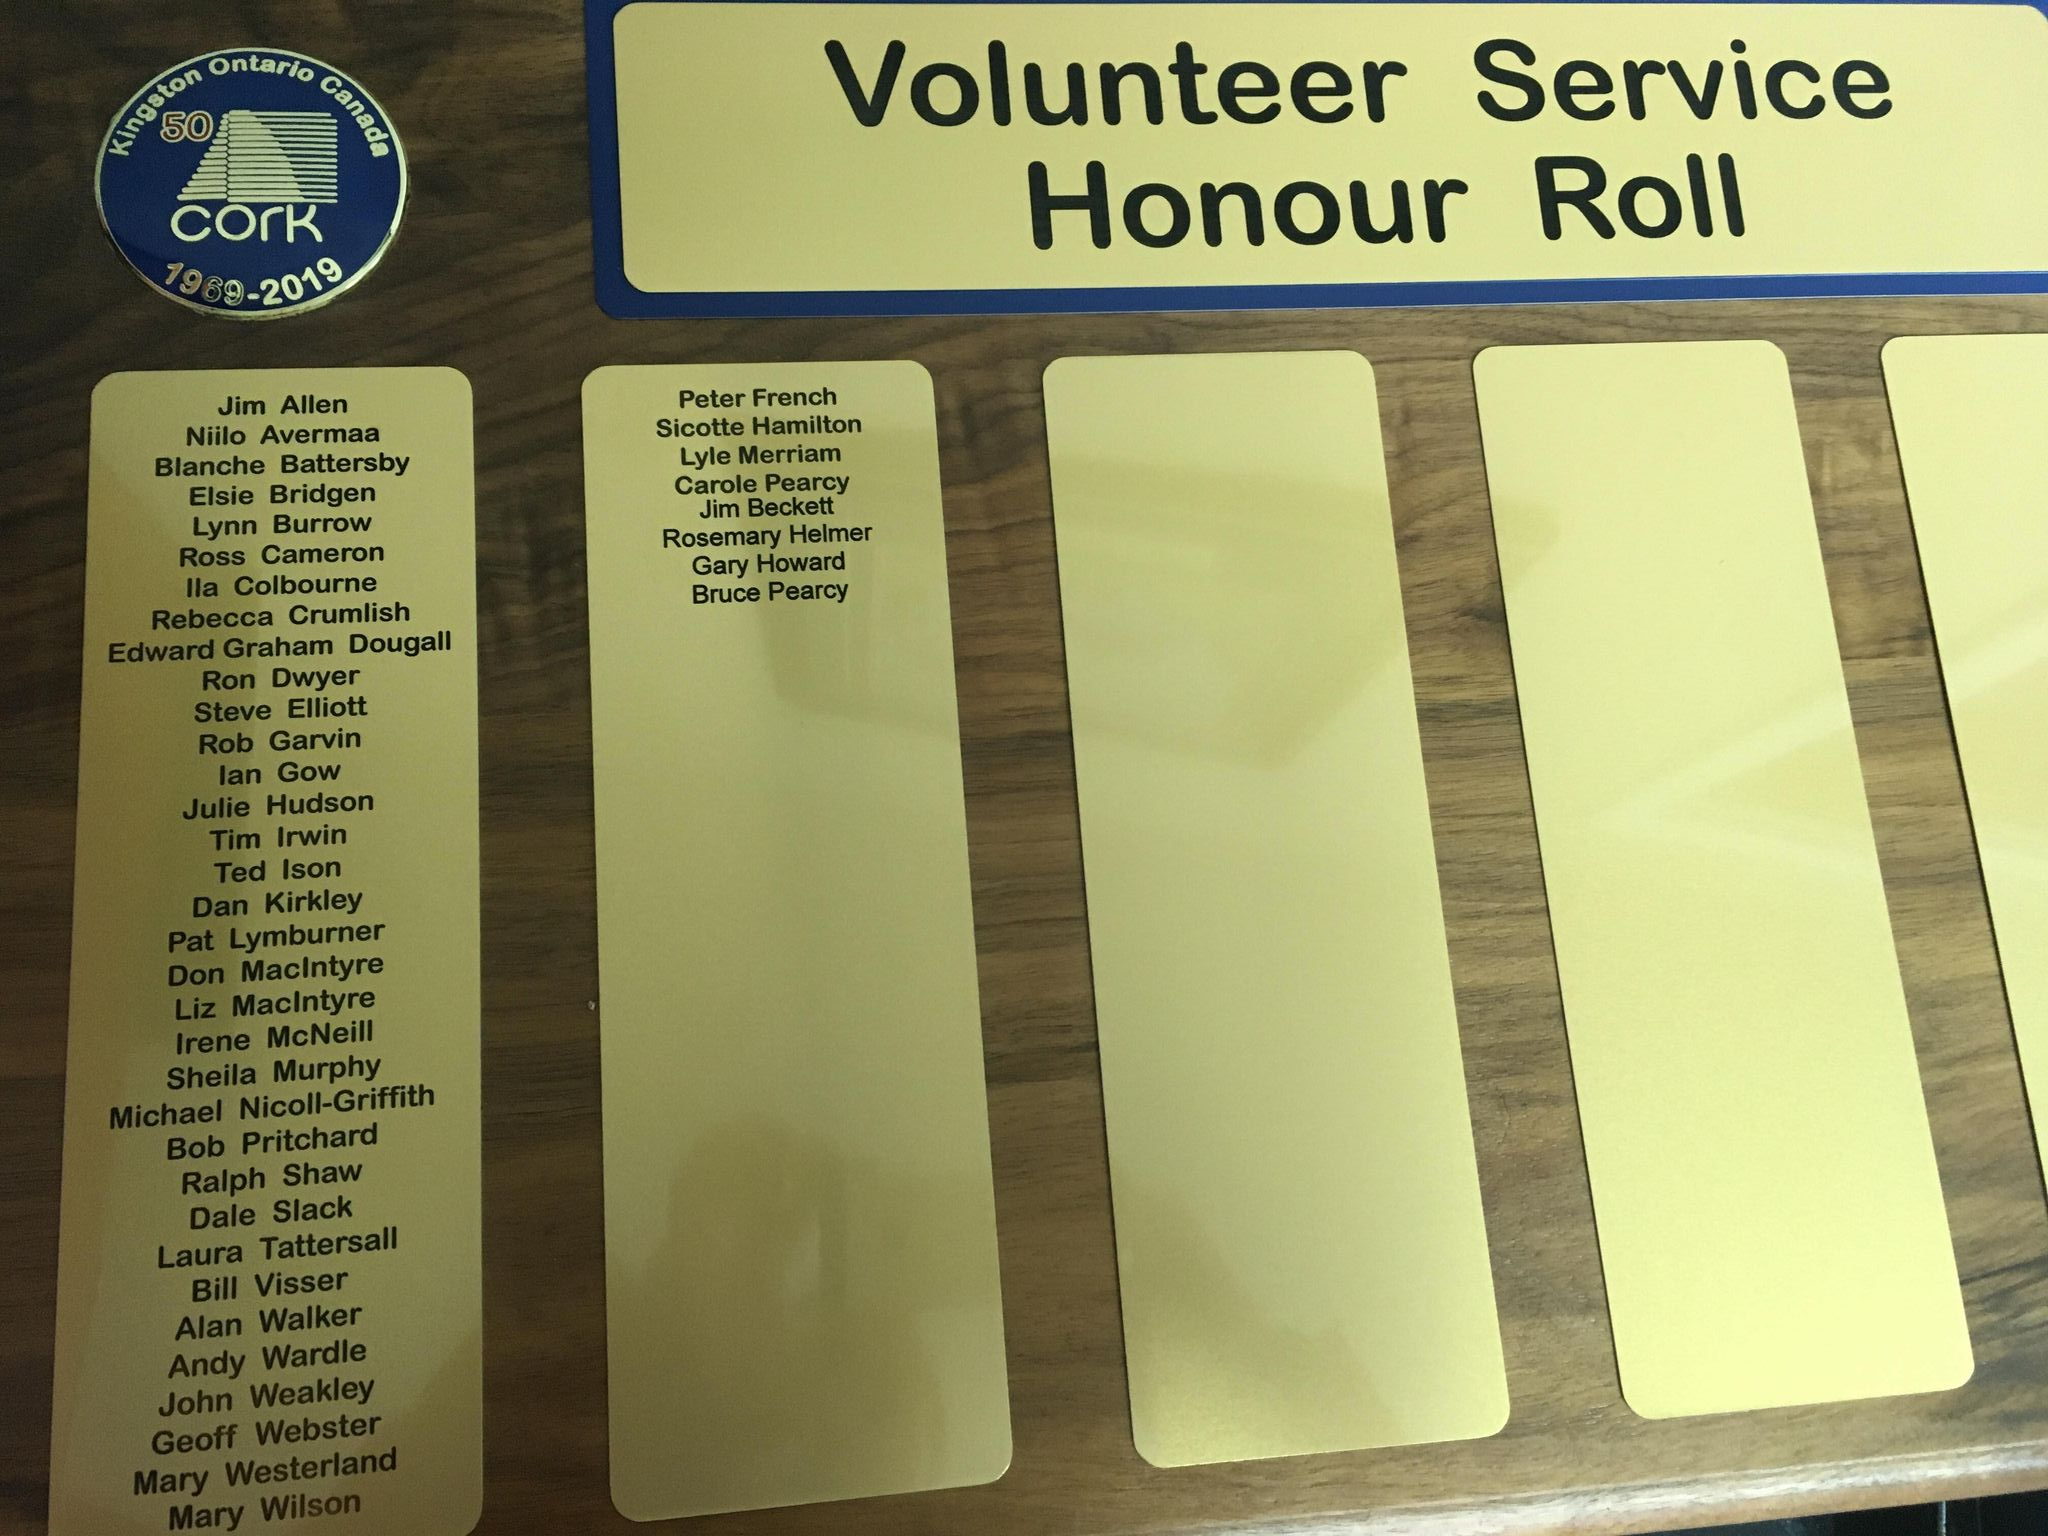 Kingston Ontario Canada
50
CORK
1969-2019
Volunteer Service
Honour Roll
Jim Allen
Niilo Avermaa
Blanche Battersby
Elsie Bridgen
Lynn Burrow
Ross Cameron
Ila Colbourne
Rebecca Crumlish
Edward Graham Dougall
Ron Dwyer
Steve Elliott
Rob Garvin
Ian Gow
Julie Hudson
Tim Irwin
Ted Ison
Dan Kirkley
Pat Lymburner
Don MacIntyre
Liz MacIntyre
Irene McNeill
Sheila Murphy
Michael Nicoll-Griffith
Bob Pritchard
Ralph Shaw
Dale Slack
Laura Tattersall
Bill Visser
Alan Walker
Andy Wardle
John Weakley
Geoff Webster
Mary Westerland
Mary Wilson
Peter French
Sicotte Hamilton
Lyle Merriam
Carole Pearcy
Jim Beckett
Rosemary Helmer
Gary Howard
Bruce Pearcy